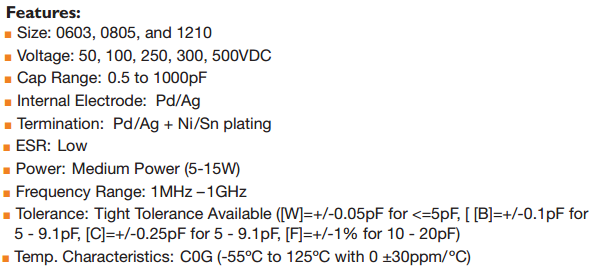 Features:
■ Size: 0603, 0805, and 1210
■ Voltage: 50, 100, 250, 300, 500VDC
■ Cap Range: 0.5 to 1000pF
■ Internal Electrode:  Pd/Ag
■ Termination:  Pd/Ag + Ni/Sn plating
■ ESR: Low
■ Power: Medium Power (5-15W)
■ Frequency Range: 1MHz –1GHz
■ Tolerance: Tight Tolerance Available ([W]=+/-0.05pF for <=5pF, [ [B]=+/-0.1pF for
5 - 9.1pF, [C]=+/-0.25pF for 5 - 9.1pF, [F]=+/-1% for 10 - 20pF)
■ Temp. Characteristics: C0G (-55ºC to 125ºC with 0 ±30ppm/ºC)